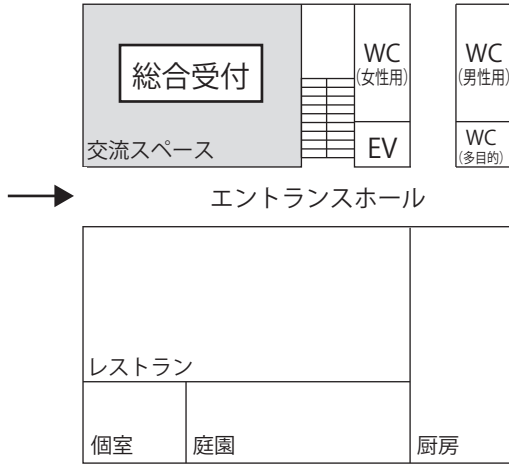 総合受付
交流スペース
WC
(女性用)
EV
WC
(男性用)
WC
(多目的)
エントランスホール
レストラン
個室
庭園
厨房